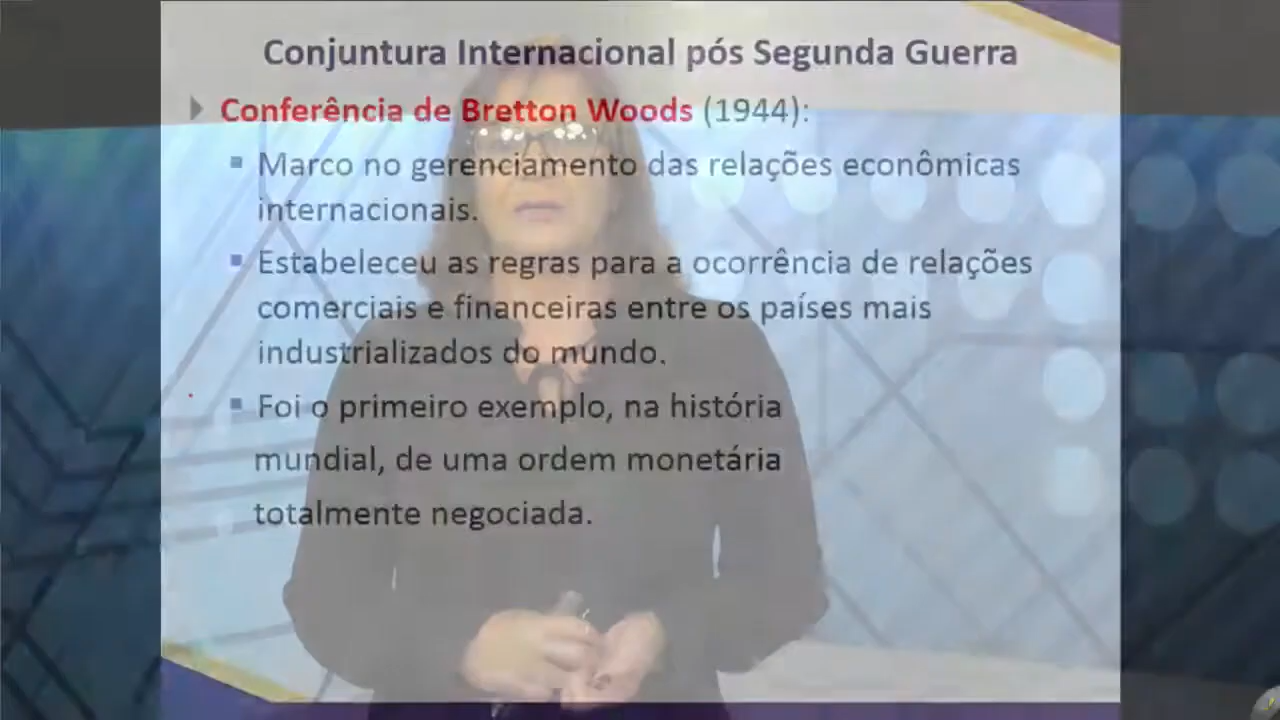 Conjuntura Internacional pós Segunda Guerra
Conferência de Bretton Woods (1944):
Marco no gerenciamento das relações econômicas
internacionais.
Estabeleceu as regras para a ocorrência de relações
comerciais e financeiras entre os países mais
industrializados do mundo.
Foi o primeiro exemplo, na história
mundial, de uma ordem monetária
totalmente negociada.